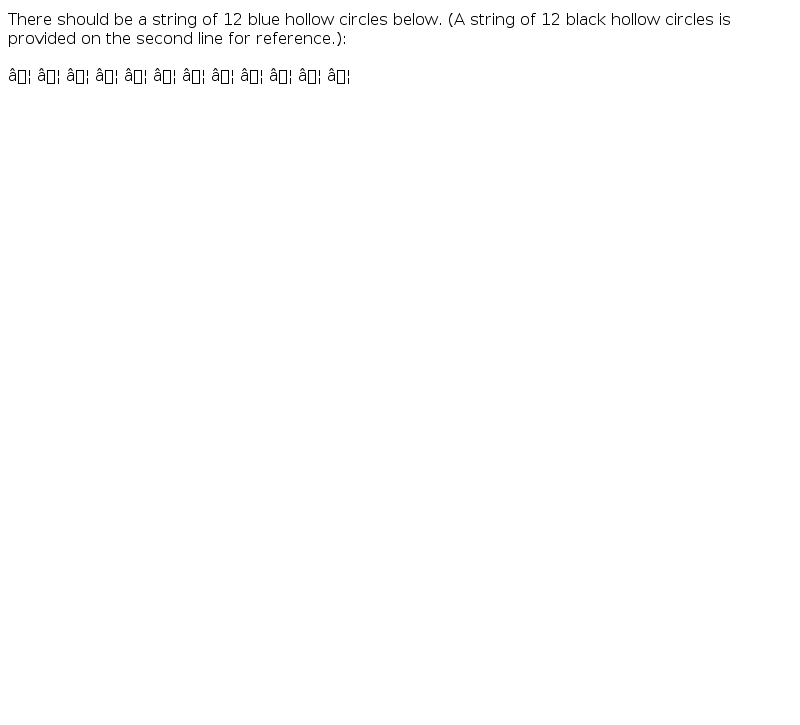 There should be a string of 12 blue hollow circles below. (A string of 12 black hollow circles is
provided on the second line for reference.):
â▯¦ â▯¦ â▯¦ â▯¦ â▯¦ â▯¦ â▯¦ â▯¦ â▯¦ â▯¦ â▯¦ â▯¦